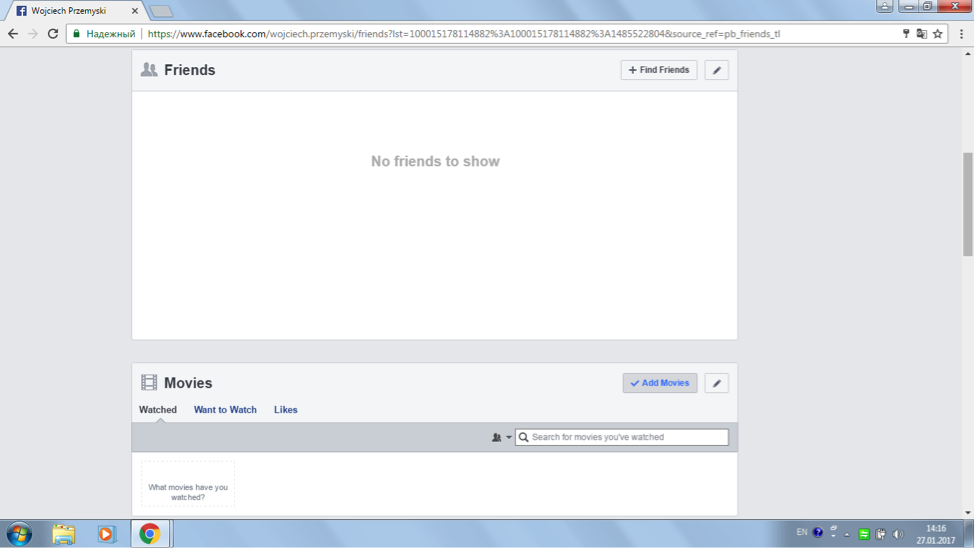 Wojciech Przemyski
Надежный https://www.facebook.com/wojciech.przemyski/friends?lst=100015178114882%3A100015178114882%3A1485522804&source_ref=pb_friends_tl
Friends
+ Find Friends
No friends to show
Movies
Add Movies
Watched Want to Watch Likes
Search for movies you've watched
What movies have you
watched?
EN
14:16
27.01.2017